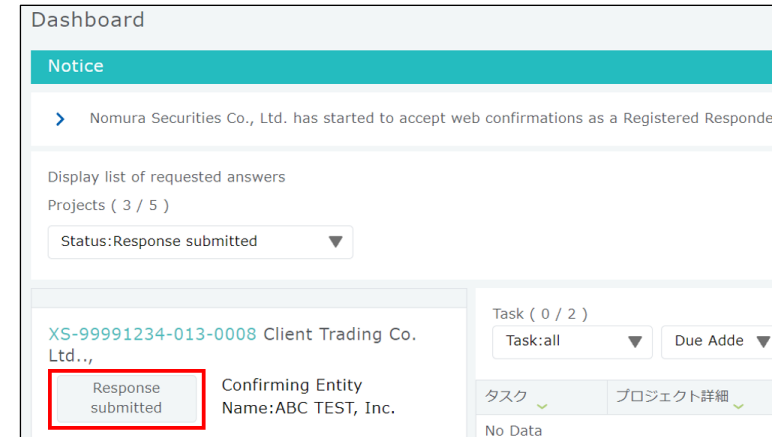 Dashboard
Notice
Nomura Securities Co., Ltd. has started to accept web confirmations as a Registered Responde
Display list of requested answers
Projects ( 3 / 5 )
Status:Response submitted
XS-99991234-013-0008 Client Trading Co.
Ltd..,
Response
submitted
Confirming Entity
Name:ABC TEST, Inc.
Task ( 0 / 2 )
Task:all
Due Adde
タスク
プロジェクト詳細
No Data